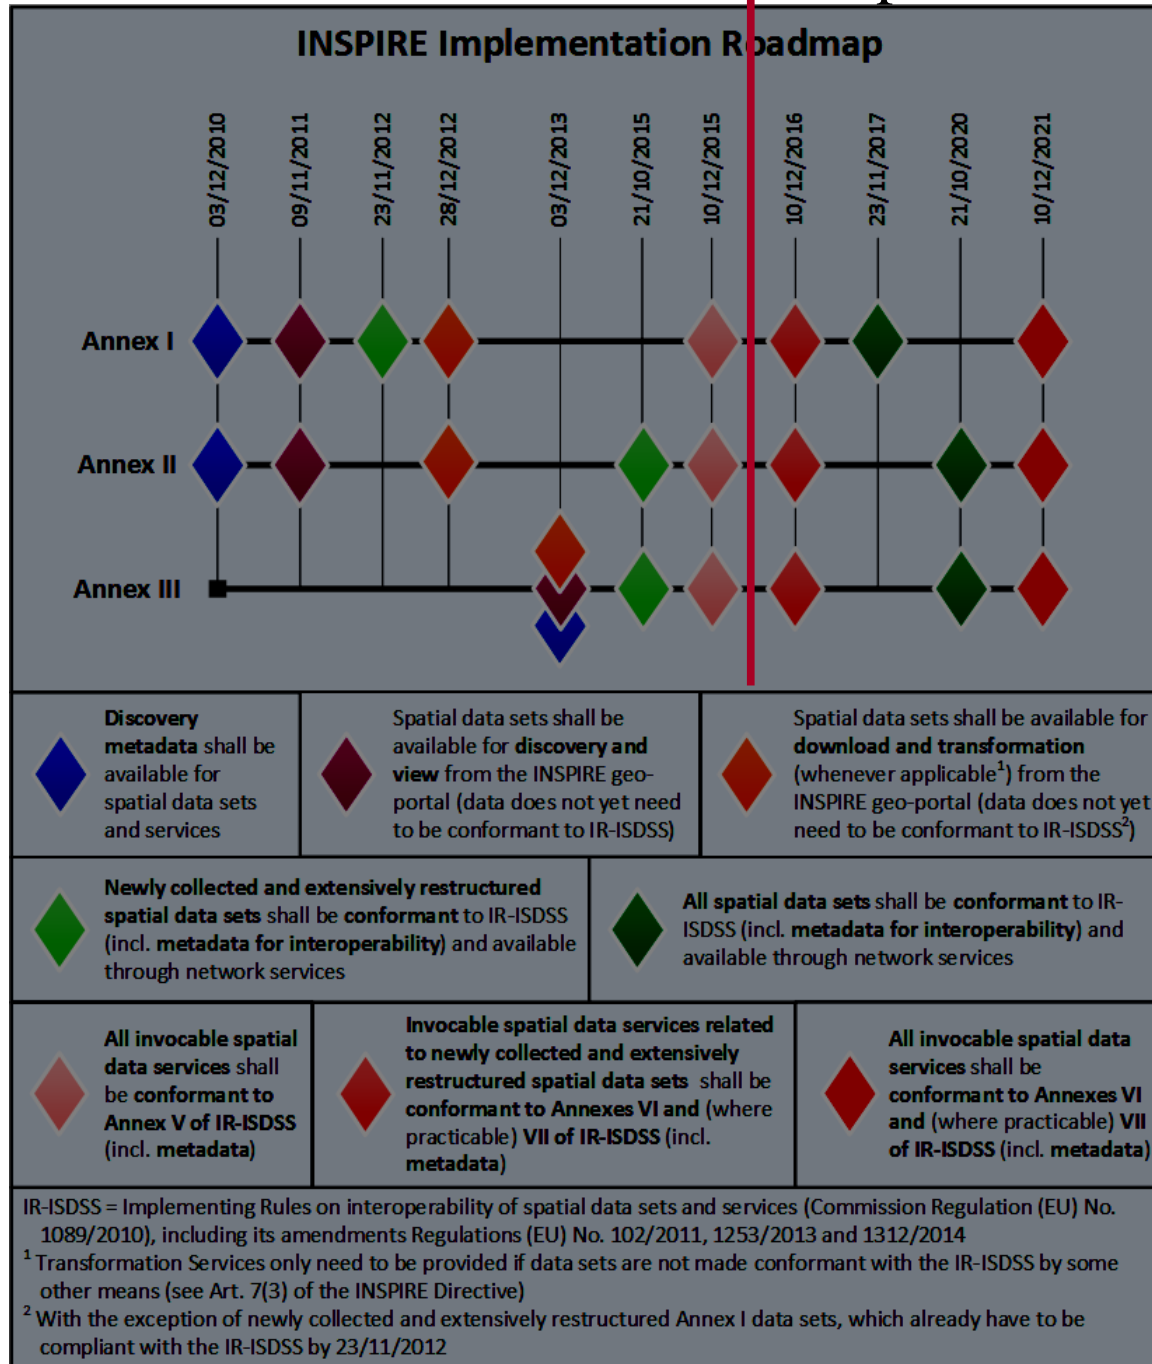 INSPIRE Implementation Roadmap
03/12/2010
09/11/2011
23/11/2012
28/12/2012
03/12/2013
21/10/2015
10/12/2015
10/12/2016
23/11/2017
21/10/2020
10/12/2021
Annex I
Annex II
Annex III
Discovery
metadata shall be
available for
spatial data sets
and services
Spatial data sets shall be
available for discovery and
view from the INSPIRE geo-
portal (data does not yet need
to be conformant to IR-ISDSS)
Spatial data sets shall be available for
download and transformation
(whenever applicable¹) from the
INSPIRE geo-portal (data does not yet
need to be conformant to IR-ISDSS²)
Newly collected and extensively restructured
spatial data sets shall be conformant to IR-ISDSS
(incl. metadata for interoperability) and available
through network services
All spatial data sets shall be conformant to IR-
ISDSS (incl. metadata for interoperability) and
available through network services
All invocable spatial
data services shall
be conformant to
Annex V of IR-ISDSS
(incl. metadata)
Invocable spatial data services related
to newly collected and extensively
restructured spatial data sets shall be
conformant to Annexes VI and (where
practicable) VII of IR-ISDSS (incl.
metadata)
All invocable spatial data
services shall be
conformant to Annexes VI
and (where practicable) VII
of IR-ISDSS (incl. metadata)
IR-ISDSS = Implementing Rules on interoperability of spatial data sets and services (Commission Regulation (EU) No.
1089/2010), including its amendments Regulations (EU) No. 102/2011, 1253/2013 and 1312/2014
¹ Transformation Services only need to be provided if data sets are not made conformant with the IR-ISDSS by some
other means (see Art. 7(3) of the INSPIRE Directive)
² With the exception of newly collected and extensively restructured Annex I data sets, which already have to be
compliant with the IR-ISDSS by 23/11/2012